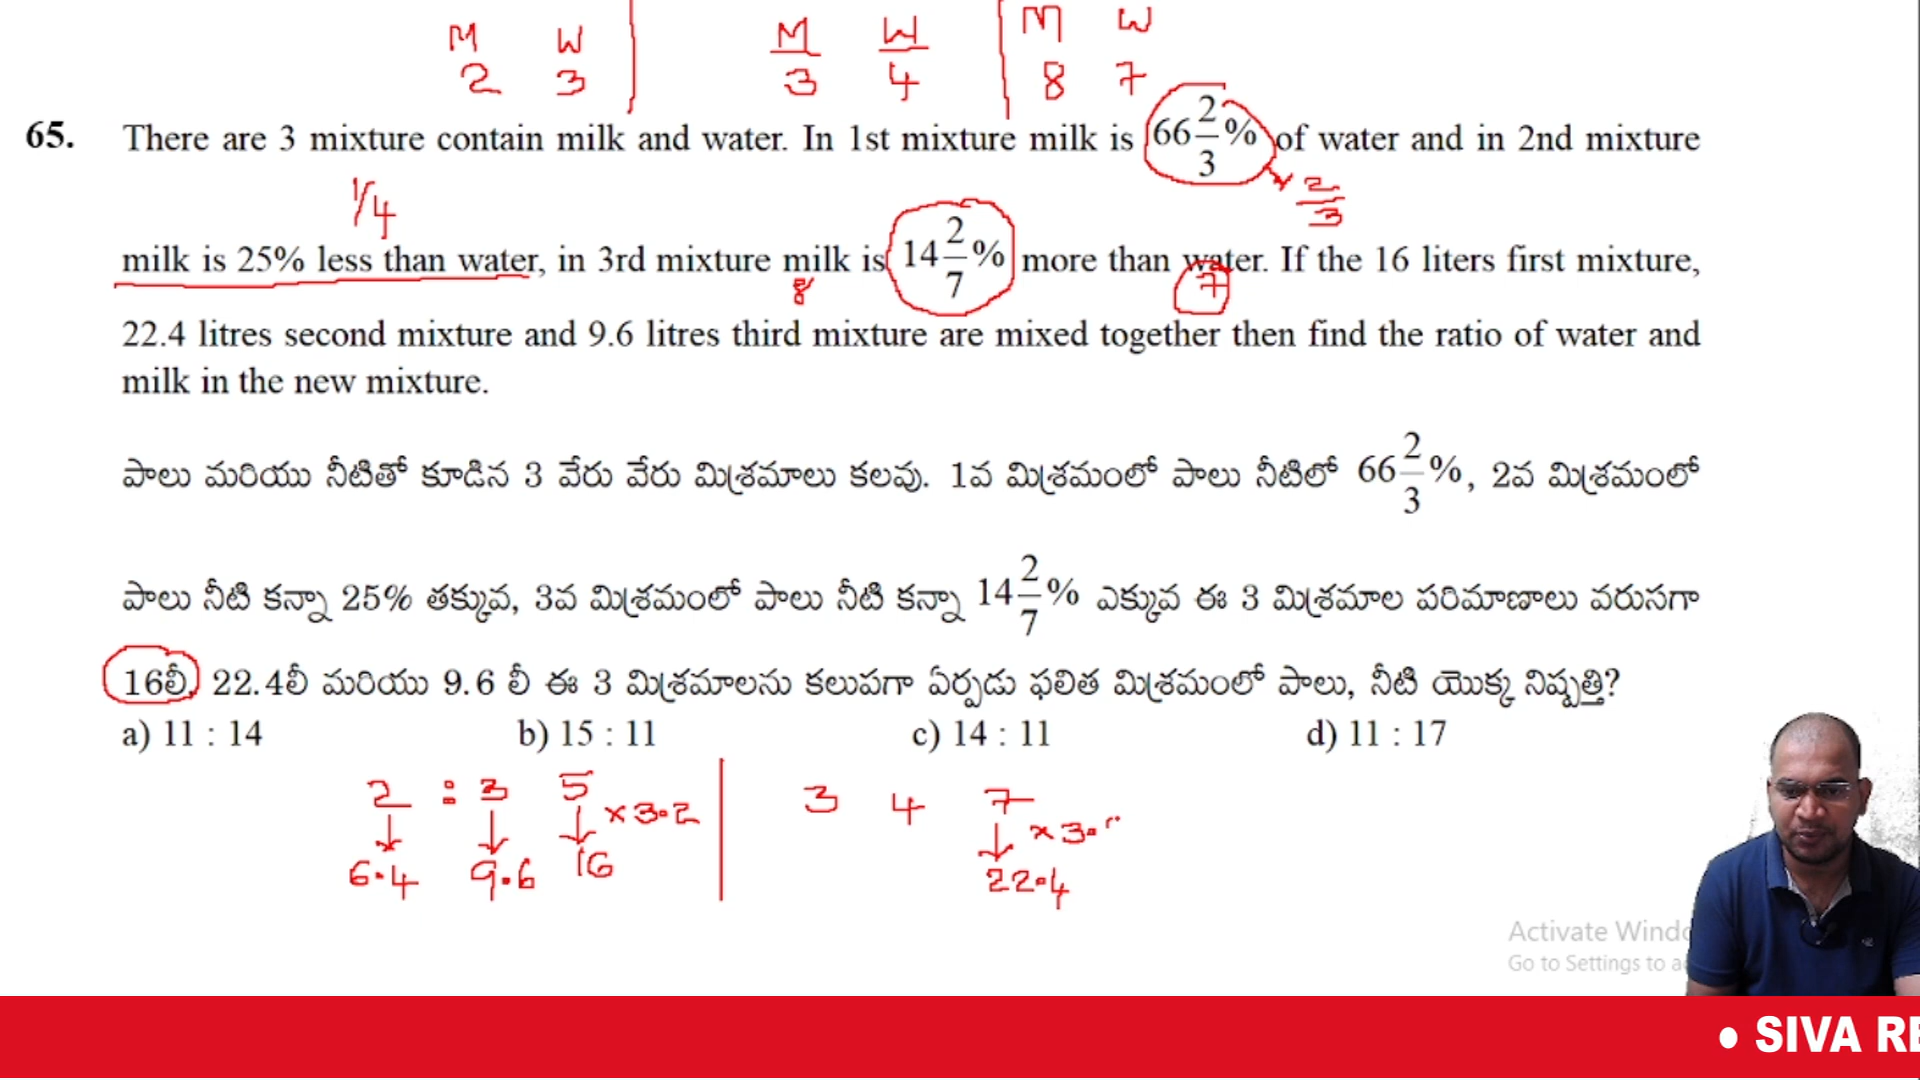 M W M W M W
2 3 3 4 8 7
65. There are 3 mixture contain milk and water. In 1st mixture milk is 66 2/3 % of water and in 2nd mixture
1/4 2/3
milk is 25% less than water, in 3rd mixture milk is 14 2/7 % more than water. If the 16 liters first mixture,
8 7
22.4 litres second mixture and 9.6 litres third mixture are mixed together then find the ratio of water and
milk in the new mixture.
పాలు మరియు నీటితో కూడిన 3 వేరు వేరు మిశ్రమాలు కలవు. 1వ మిశ్రమంలో పాలు నీటిలో 66 2/3 %, 2వ మిశ్రమంలో
పాలు నీటి కన్నా 25% తక్కువ, 3వ మిశ్రమంలో పాలు నీటి కన్నా 14 2/7 % ఎక్కువ ఈ 3 మిశ్రమాల పరిమాణాలు వరుసగా
16లీ, 22.4లీ మరియు 9.6 లీ ఈ 3 మిశ్రమాలను కలుపగా ఏర్పడు ఫలిత మిశ్రమంలో పాలు, నీటి యొక్క నిష్పత్తి?
a) 11 : 14 b) 15 : 11 c) 14 : 11 d) 11 : 17
2 : 3 5 ×3.2 3 4 7 ×3.
6.4 9.6 16 22.4
Activate Windo
Go to Settings to a
• SIVA RE